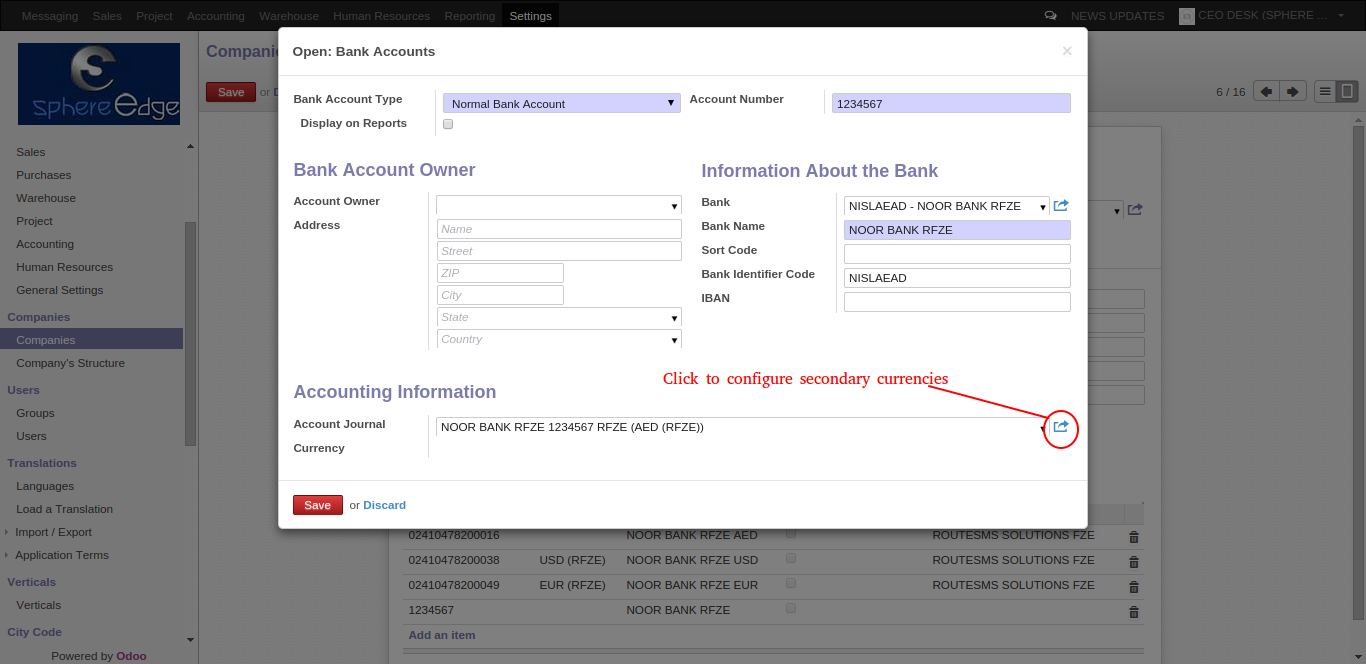 Messaging Sales Project Accounting Warehouse Human Resources Reporting Settings NEWS UPDATES CEO DESK (SPHERE ...
sphere Edge
Sales
Purchases
Warehouse
Project
Accounting
Human Resources
General Settings
Companies
Companies
Company's Structure
Users
Groups
Users
Translations
Languages
Load a Translation
Import / Export
Application Terms
Verticals
Verticals
City Code
Powered by Odoo
Save or
6 / 16
Open: Bank Accounts ×
Bank Account Type Normal Bank Account Account Number 1234567
Display on Reports
Bank Account Owner
Account Owner
Address
Name
Street
ZIP
City
State
Country
Information About the Bank
Bank NISLAEAD - NOOR BANK RFZE
Bank Name NOOR BANK RFZE
Sort Code
Bank Identifier Code NISLAEAD
IBAN
Click to configure secondary currencies
Accounting Information
Account Journal NOOR BANK RFZE 1234567 RFZE (AED (RFZE))
Currency
Save or Discard
02410478200016 NOOR BANK RFZE AED ROUTESMS SOLUTIONS FZE
02410478200038 USD (RFZE) NOOR BANK RFZE USD ROUTESMS SOLUTIONS FZE
02410478200049 EUR (RFZE) NOOR BANK RFZE EUR ROUTESMS SOLUTIONS FZE
1234567 NOOR BANK RFZE
Add an item